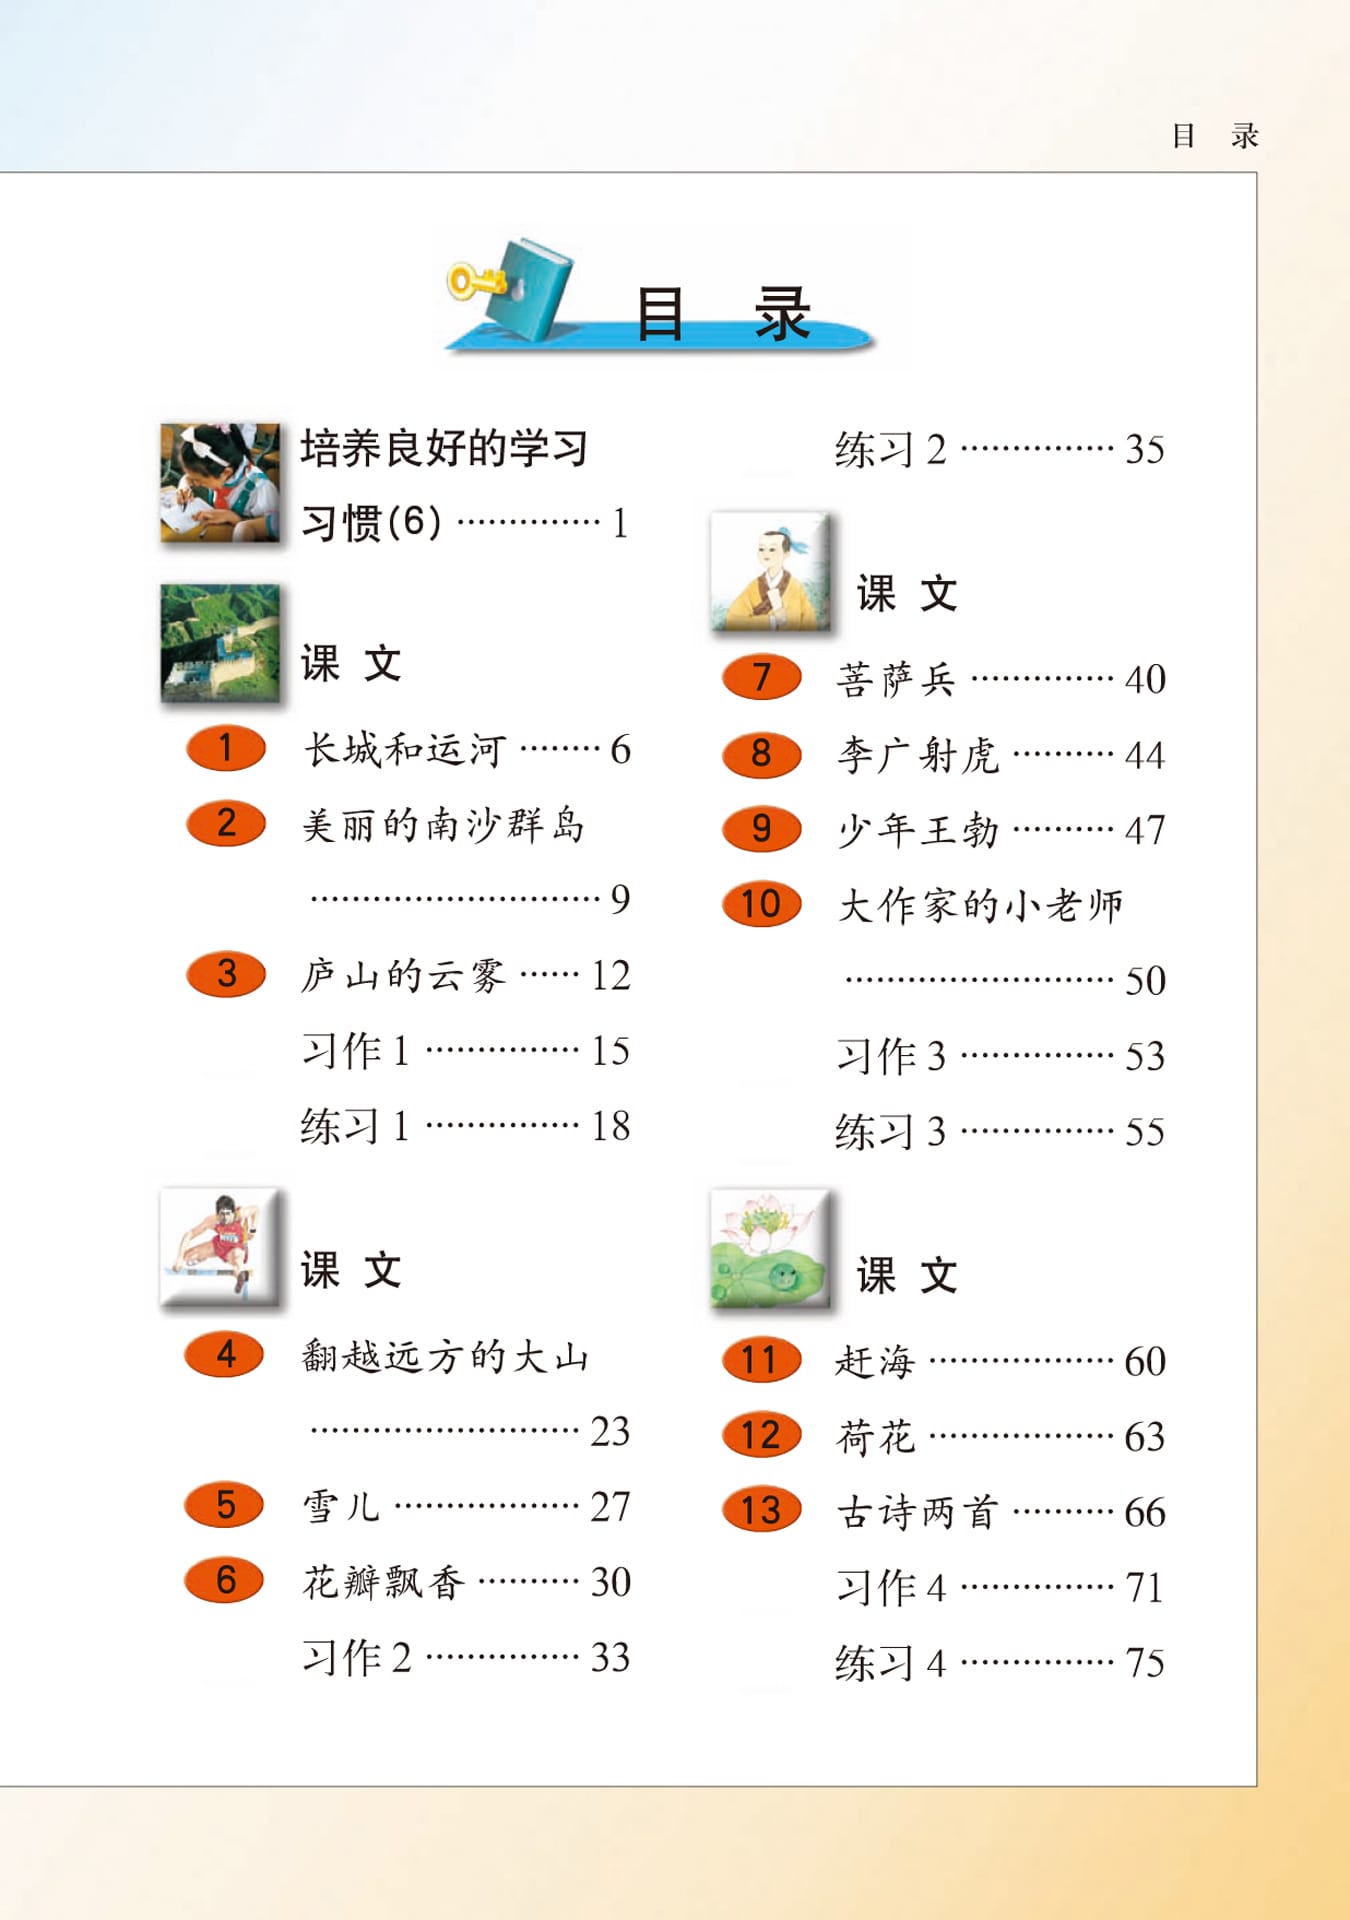 目 录
目 录
培养良好的学习
习惯(6) ·············· 1
课 文
1 长城和运河 ········ 6
2 美丽的南沙群岛
···························· 9
3 庐山的云雾 ······ 12
习作 1 ··············· 15
练习 1 ··············· 18
课 文
4 翻越远方的大山
·························· 23
5 雪儿 ·················· 27
6 花瓣飘香 ·········· 30
习作 2 ··············· 33
练习 2 ··············· 35
课 文
7 菩萨兵 ·············· 40
8 李广射虎 ·········· 44
9 少年王勃 ·········· 47
10 大作家的小老师
·························· 50
习作 3 ··············· 53
练习 3 ··············· 55
课 文
11 赶海 ·················· 60
12 荷花 ·················· 63
13 古诗两首 ·········· 66
习作 4 ··············· 71
练习 4 ··············· 75